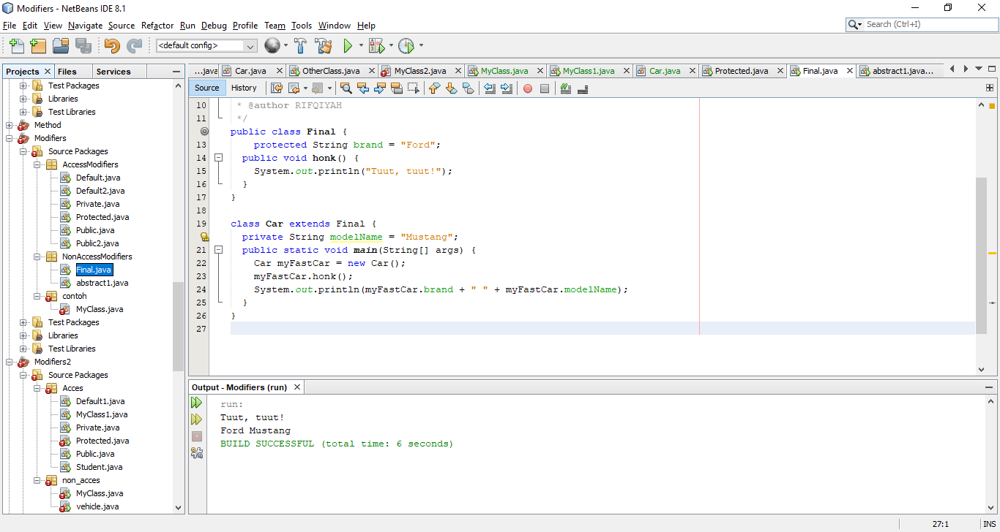 Modifiers - NetBeans IDE 8.1
File Edit View Navigate Source Refactor Run Debug Profile Team Tools Window Help
Search (Ctrl+I)
<default config>
Projects Files Services
...java Car.java OtherClass.java MyClass2.java MyClass.java MyClass1.java Car.java Protected.java Final.java abstract1.java...
Source History
Test Packages
Libraries
Test Libraries
Method
Modifiers
Source Packages
AccessModifiers
Default.java
Default2.java
Private.java
Protected.java
Public.java
Public2.java
NonAccessModifiers
Final.java
abstract1.java
contoh
MyClass.java
Test Packages
Libraries
Test Libraries
Modifiers2
Source Packages
Acces
Default1.java
MyClass1.java
Private.java
Protected.java
Public.java
Student.java
non_acces
MyClass.java
vehicle.java
10 * @author RIFQIYAH
11 */
public class Final {
13 protected String brand = "Ford";
14 public void honk() {
15 System.out.println("Tuut, tuut!");
16 }
17 }
18
19 class Car extends Final {
private String modelName = "Mustang";
21 public static void main(String[] args) {
22 Car myFastCar = new Car();
23 myFastCar.honk();
24 System.out.println(myFastCar.brand + " " + myFastCar.modelName);
25 }
26 }
27
Output - Modifiers (run)
run:
Tuut, tuut!
Ford Mustang
BUILD SUCCESSFUL (total time: 6 seconds)
27:1 INS